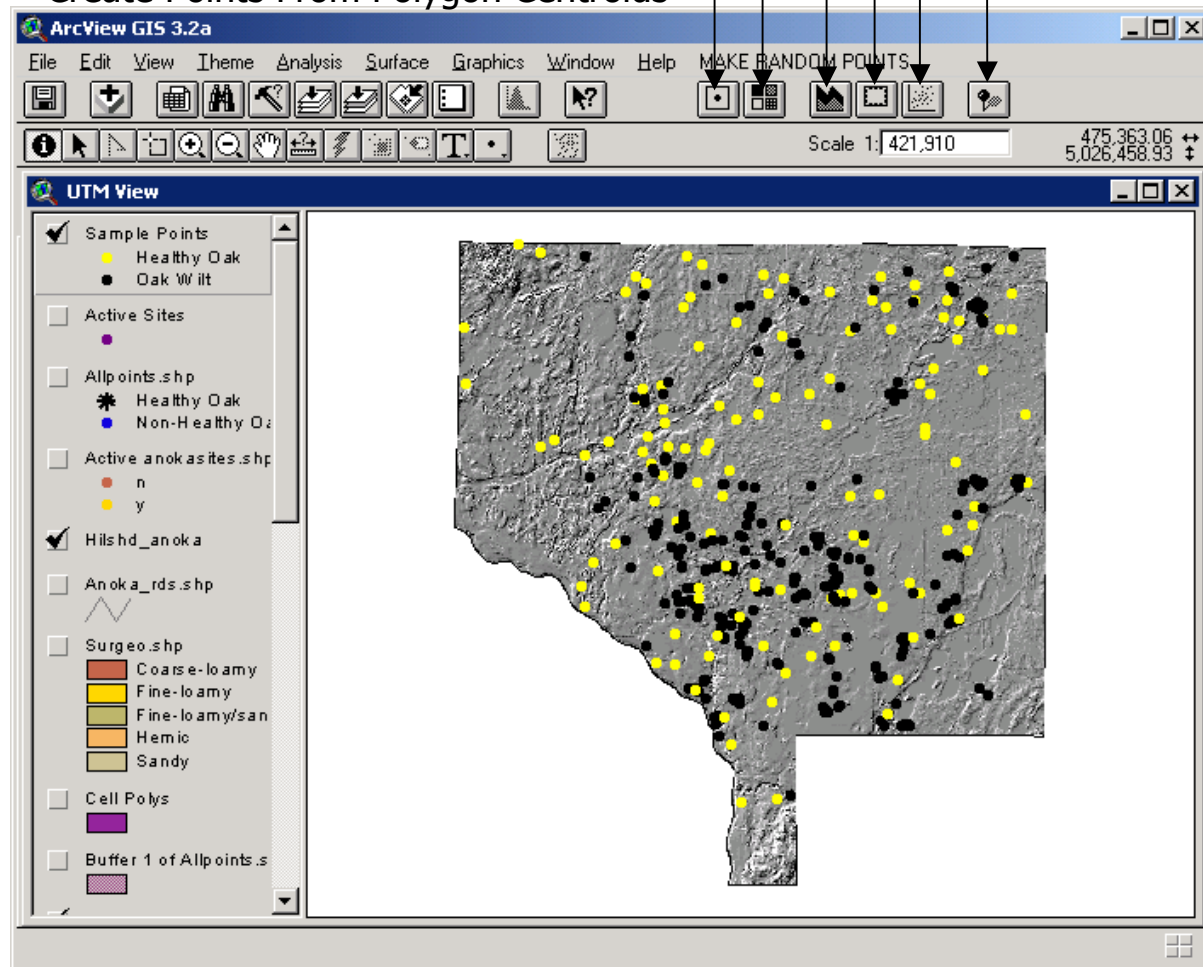 Create Points From Polygon Centroids
ArcView GIS 3.2a
File Edit View Theme Analysis Surface Graphics Window Help MAKE RANDOM POINTS
Scale 1: 421,910
475,363.06
5,026,458.93
UTM View
Sample Points
Healthy Oak
Oak Wilt
Active Sites
Allpoints.shp
Healthy Oak
Non-Healthy Oa
Active anokasites.shp
n
y
Hilshd_anoka
Anoka_rds.shp
Surgeo.shp
Coarse-loamy
Fine-loamy
Fine-loamy/san
Hemic
Sandy
Cell Polys
Buffer 1 of Allpoints.s